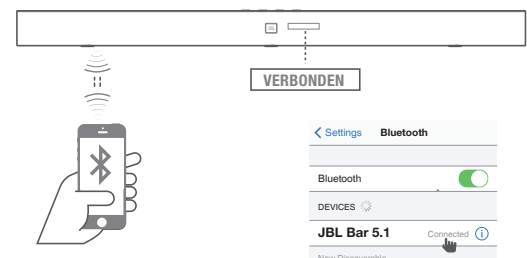 VERBONDEN
Settings Bluetooth
Bluetooth
DEVICES
JBL Bar 5.1 Connected